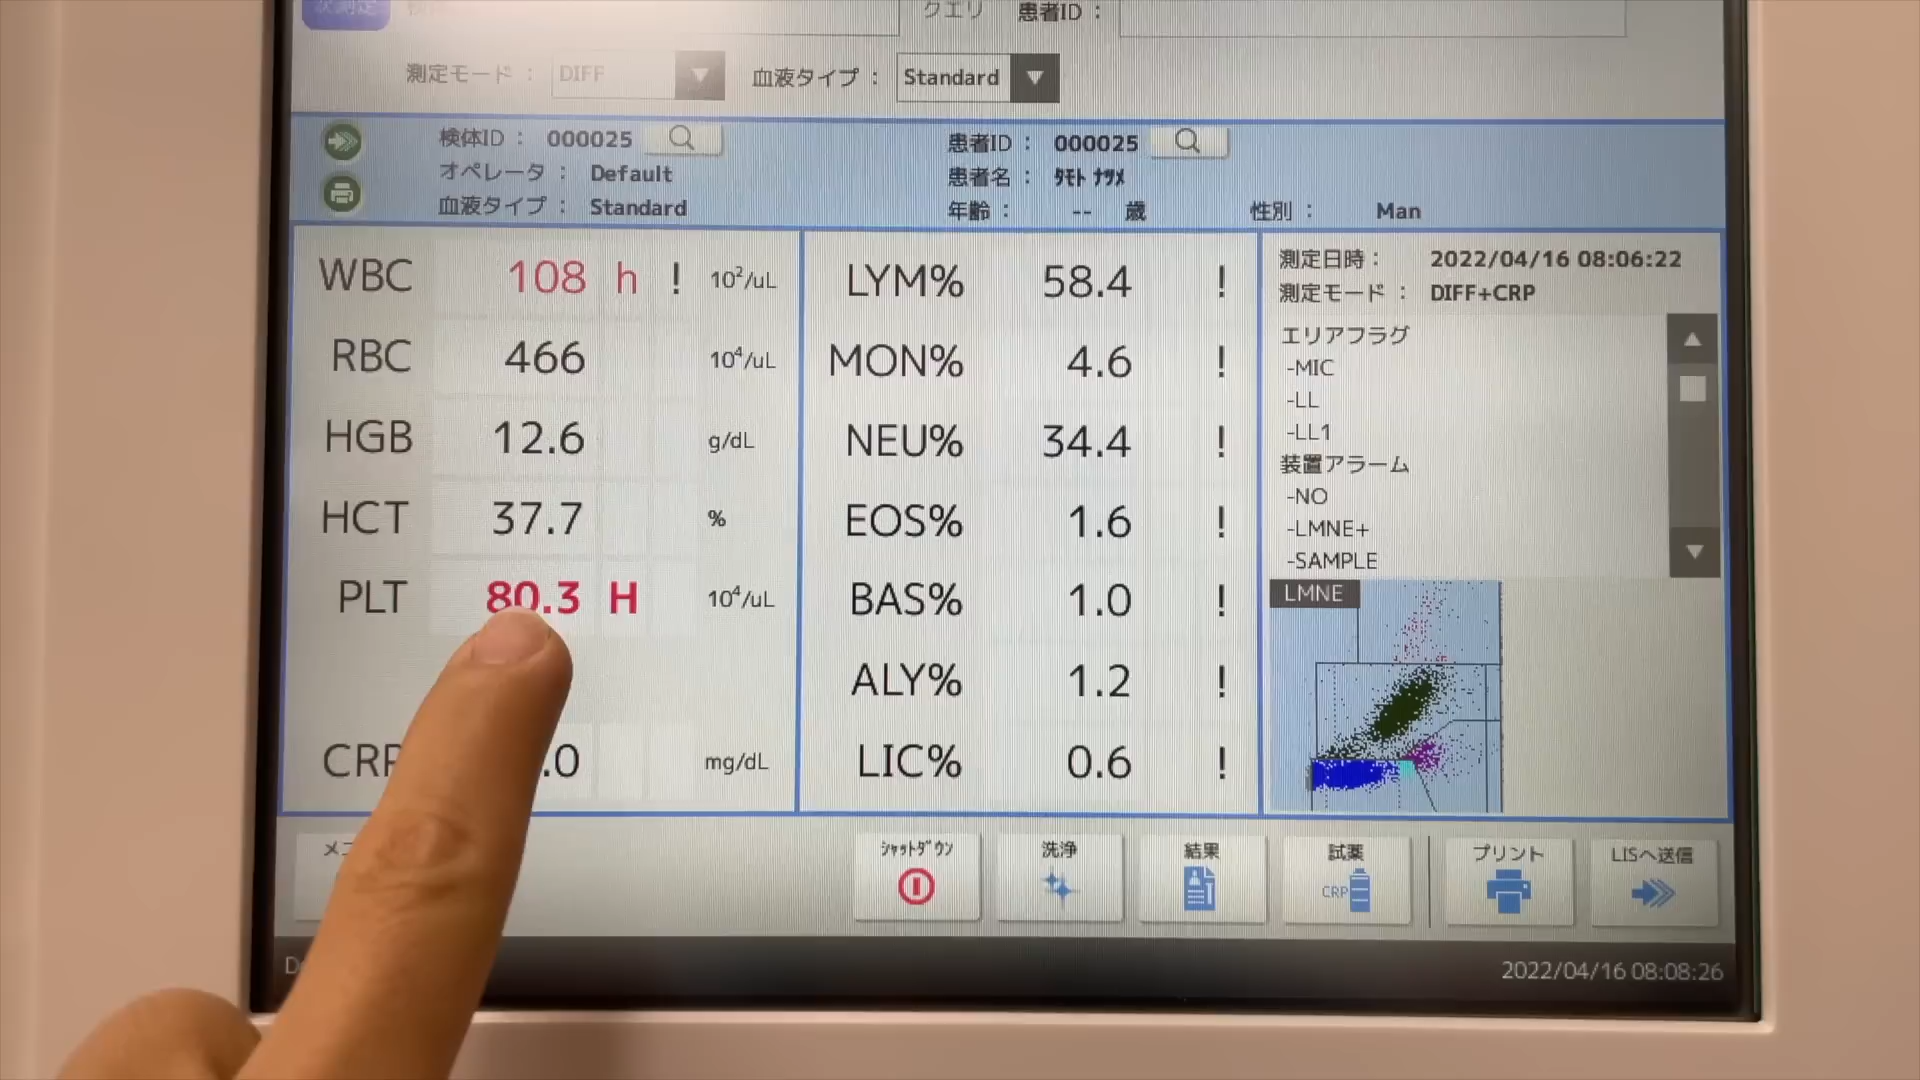 次測定
クエリ 患者ID :
測定モード : DIFF 血液タイプ : Standard
検体ID : 000025 患者ID : 000025
オペレータ : Default 患者名 : ﾀﾓﾄ ﾅﾂﾒ
血液タイプ : Standard 年齢 : -- 歳 性別 : Man
WBC 108 h ! 10²/uL
RBC 466 10⁴/uL
HGB 12.6 g/dL
HCT 37.7 %
PLT 80.3 H 10⁴/uL
CRP .0 mg/dL
LYM% 58.4 !
MON% 4.6 !
NEU% 34.4 !
EOS% 1.6 !
BAS% 1.0 !
ALY% 1.2 !
LIC% 0.6 !
測定日時 : 2022/04/16 08:06:22
測定モード : DIFF+CRP
エリアフラグ
-MIC
-LL
-LL1
装置アラーム
-NO
-LMNE+
-SAMPLE
LMNE
ｼｬｯﾄﾀﾞｳﾝ 洗浄 結果 試薬 プリント LISへ送信
CRP
2022/04/16 08:08:26